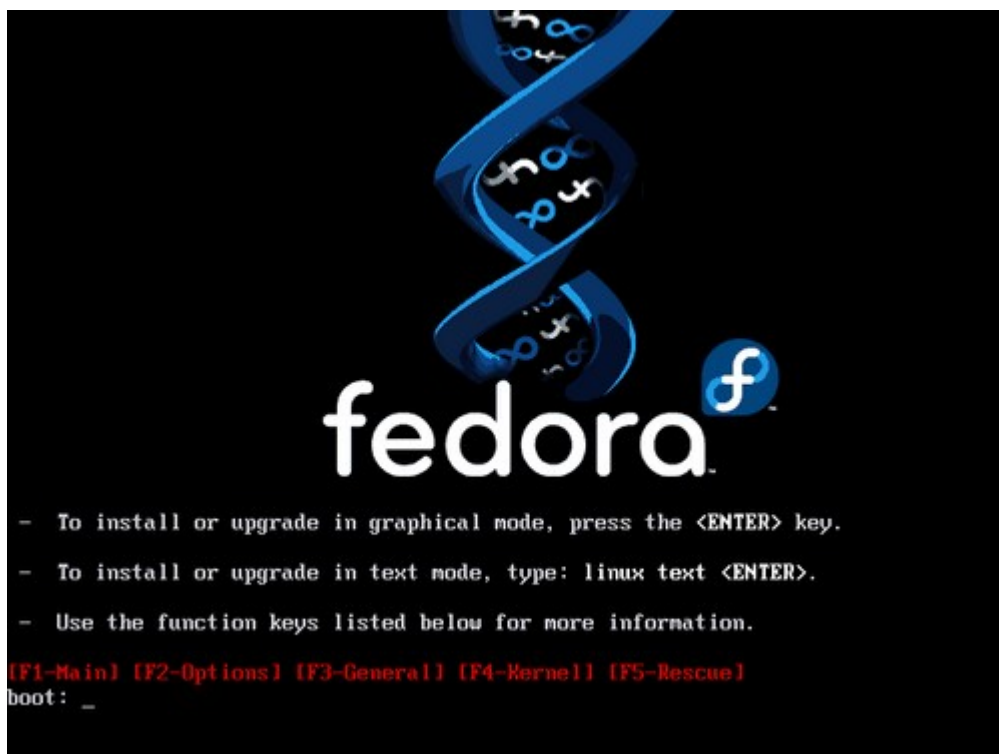 fedora
- To install or upgrade in graphical mode, press the <ENTER> key.
- To install or upgrade in text mode, type: linux text <ENTER>.
- Use the function keys listed below for more information.
[F1-Main] [F2-Options] [F3-General] [F4-Kernel] [F5-Rescue]
boot: _